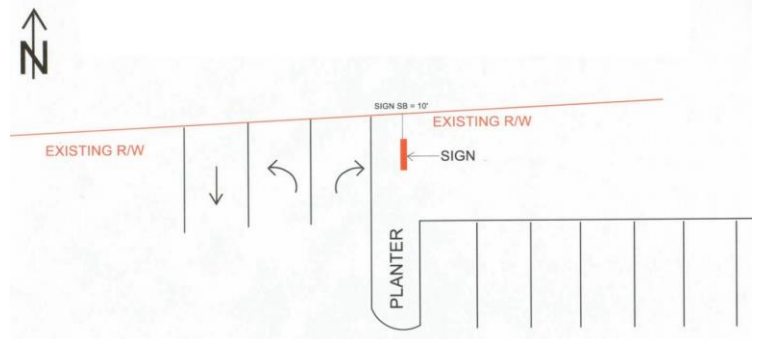 N
SIGN SB = 10'
EXISTING R/W
EXISTING R/W
SIGN
PLANTER